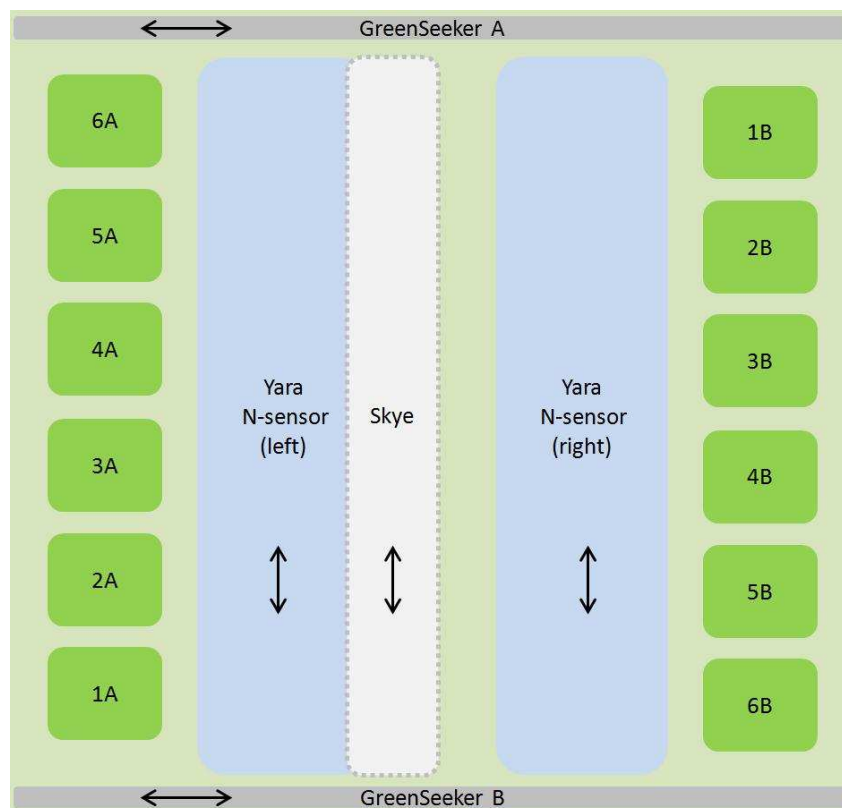 GreenSeeker A
6A
5A
4A
3A
2A
1A
Yara
N-sensor
(left)
Skye
Yara
N-sensor
(right)
1B
2B
3B
4B
5B
6B
GreenSeeker B